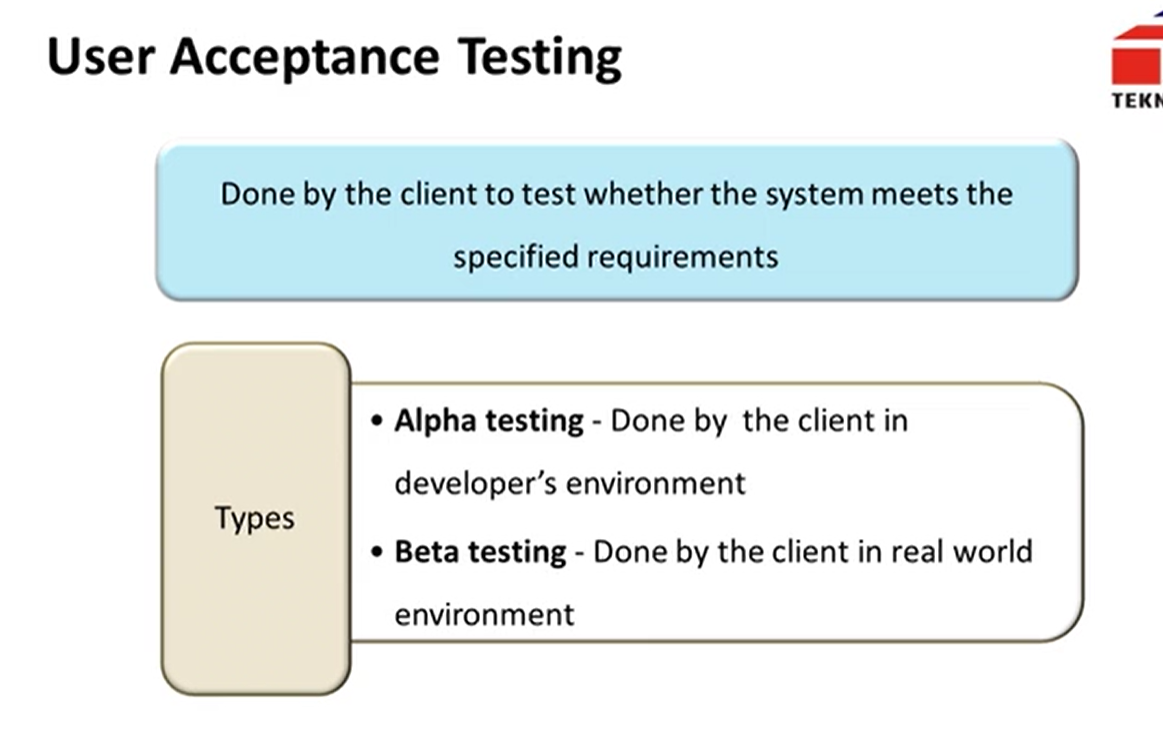 User Acceptance Testing
TEKN
Done by the client to test whether the system meets the
specified requirements
Types
• Alpha testing - Done by the client in
developer’s environment
• Beta testing - Done by the client in real world
environment